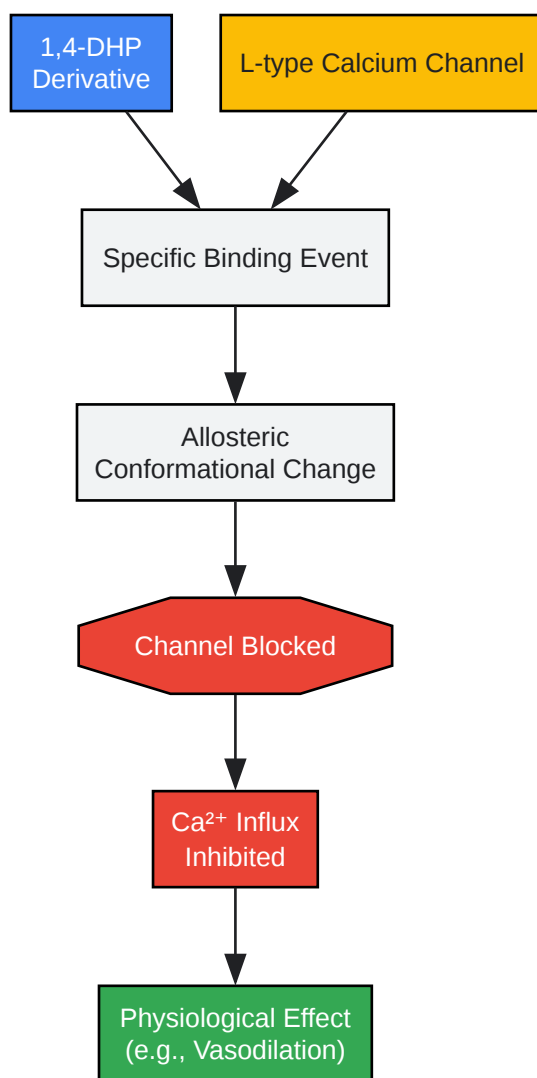 1,4-DHP
Derivative
L-type Calcium Channel
Specific Binding Event
Allosteric
Conformational Change
Channel Blocked
Ca²⁺ Influx
Inhibited
Physiological Effect
(e.g., Vasodilation)